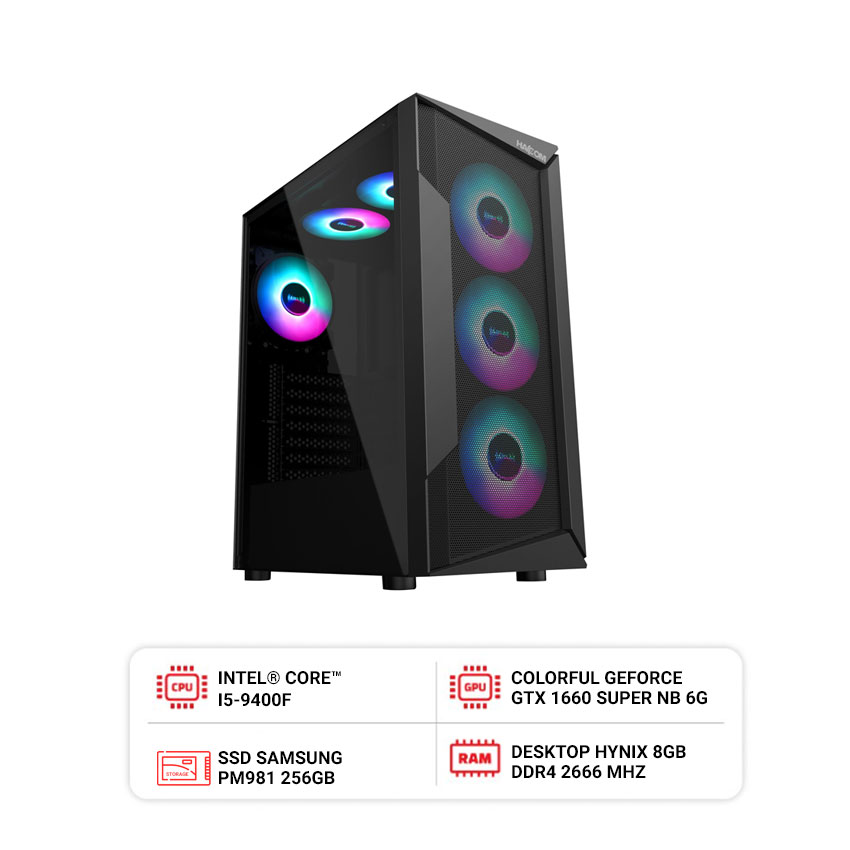 HAICOM
CPU
INTEL® CORE™
I5-9400F
GPU
COLORFUL GEFORCE
GTX 1660 SUPER NB 6G
STORAGE
SSD SAMSUNG
PM981 256GB
RAM
DESKTOP HYNIX 8GB
DDR4 2666 MHZ